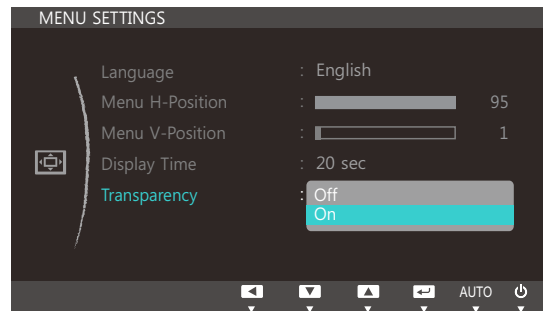 MENU SETTINGS
Language : English
Menu H-Position : 95
Menu V-Position : 1
Display Time : 20 sec
Transparency : Off
On
AUTO